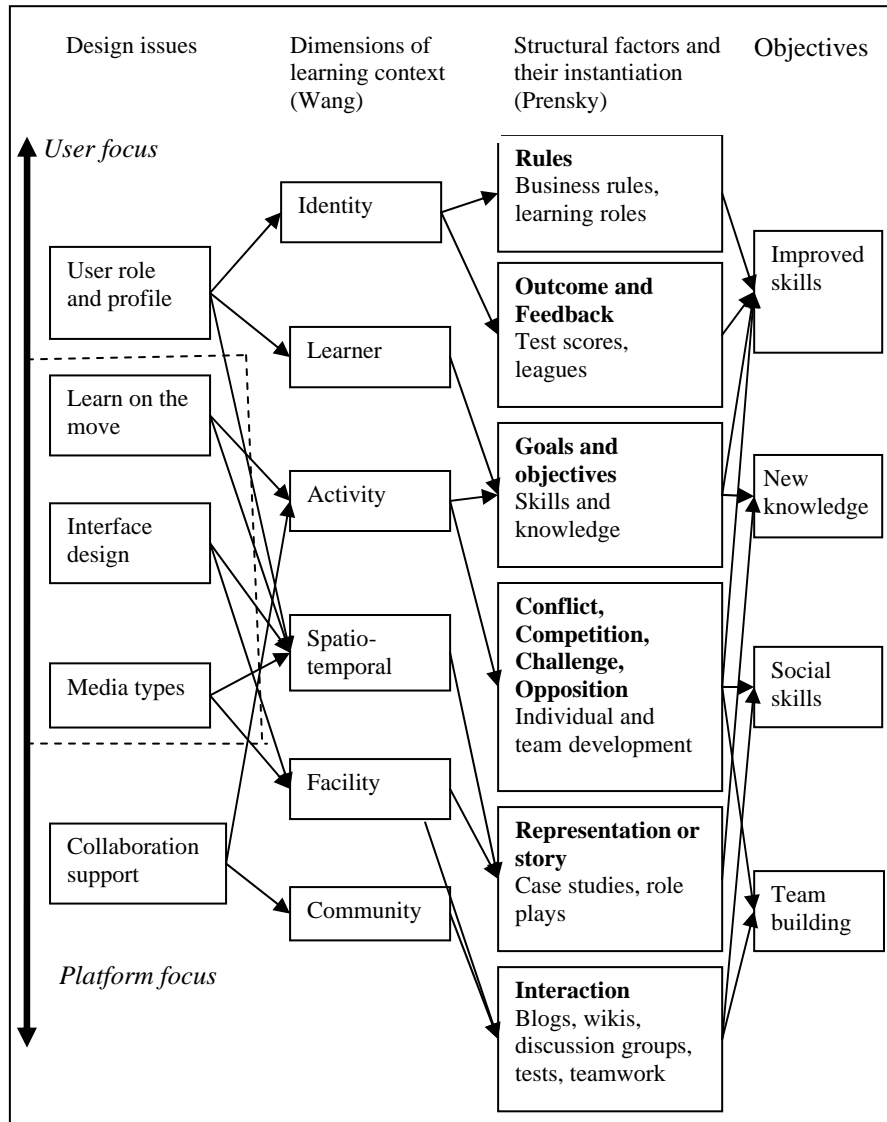 Design issues
Dimensions of
learning context
(Wang)
Structural factors and
their instantiation
(Prensky)
Objectives
User focus
User role
and profile
Learn on the
move
Interface
design
Media types
Collaboration
support
Platform focus
Identity
Learner
Activity
Spatio-
temporal
Facility
Community
Rules
Business rules,
learning roles
Outcome and
Feedback
Test scores,
leagues
Goals and
objectives
Skills and
knowledge
Conflict,
Competition,
Challenge,
Opposition
Individual and
team development
Representation or
story
Case studies, role
plays
Interaction
Blogs, wikis,
discussion groups,
tests, teamwork
Improved
skills
New
knowledge
Social
skills
Team
building